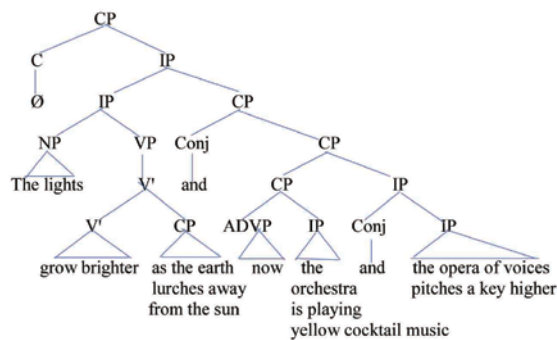 CP
C IP
Ø IP CP
NP VP Conj CP
The lights V' and CP IP
V' CP ADVP IP Conj IP
grow brighter as the earth now the and the opera of voices
lurches away orchestra pitches a key higher
from the sun is playing
yellow cocktail music